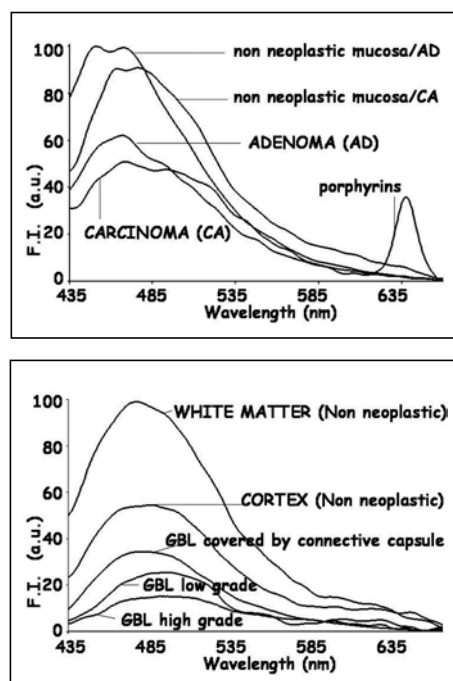 100
80
60
40
20
0
F.I. (a.u.)
non neoplastic mucosa/AD
non neoplastic mucosa/CA
ADENOMA (AD)
porphyrins
CARCINOMA (CA)
435 485 535 585 635
Wavelength (nm)
100
80
60
40
20
0
F.I. (a.u.)
WHITE MATTER (Non neoplastic)
CORTEX (Non neoplastic)
GBL covered by connective capsule
GBL low grade
GBL high grade
435 485 535 585 635
Wavelength (nm)